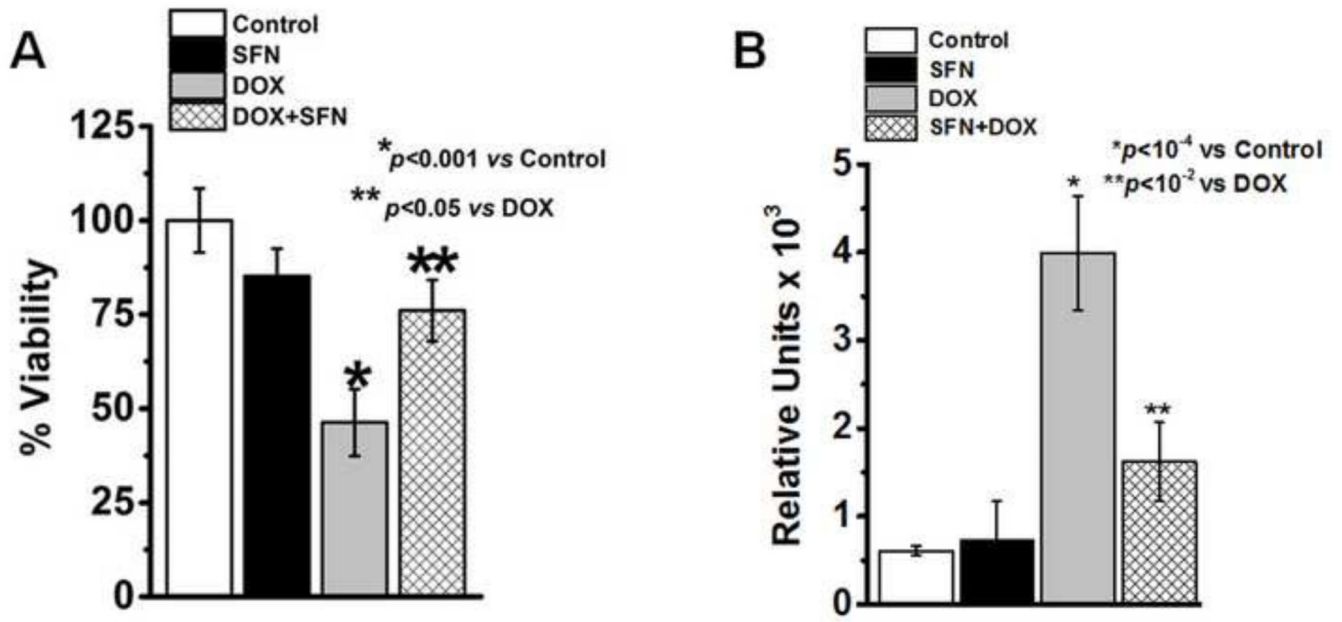 A
Control
SFN
DOX
DOX+SFN
*p<0.001 vs Control
** p<0.05 vs DOX
% Viability
125
100
75
50
25
0
*
**
B
Control
SFN
DOX
SFN+DOX
*p<10⁻⁴ vs Control
**p<10⁻² vs DOX
Relative Units x 10³
5
4
3
2
1
0
*
**